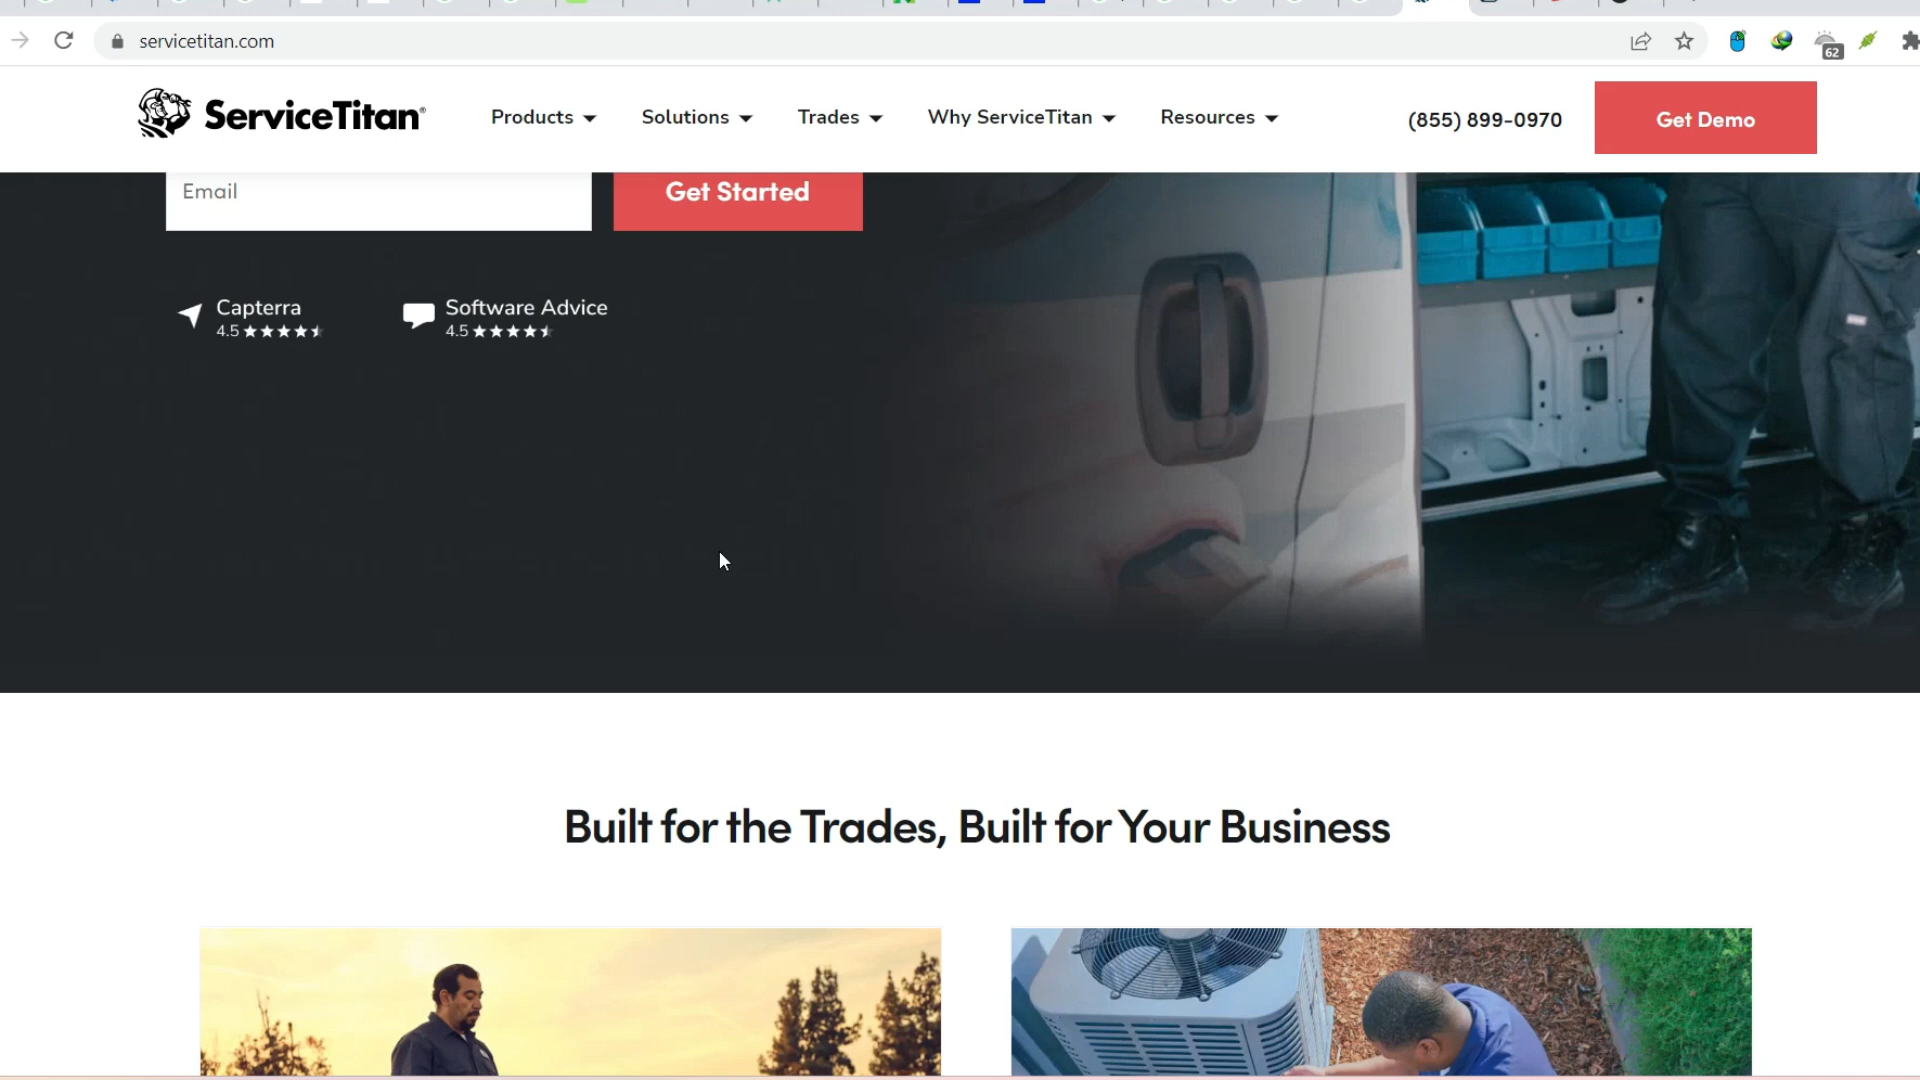 servicetitan.com
62
ServiceTitan®
Products
Solutions
Trades
Why ServiceTitan
Resources
(855) 899-0970
Get Demo
Email
Get Started
Capterra
4.5
Software Advice
4.5
Built for the Trades, Built for Your Business